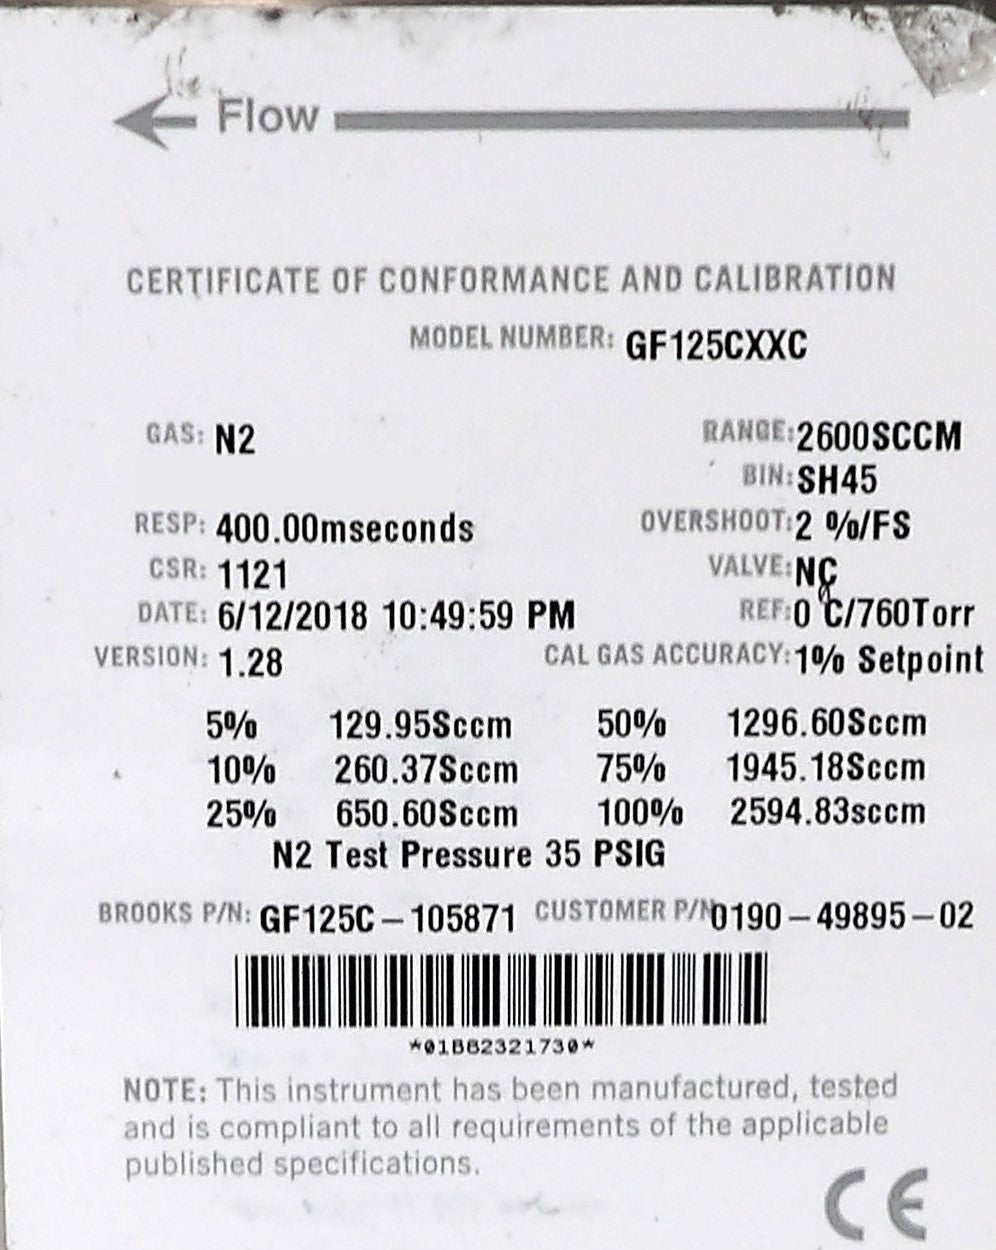 Flow
CERTIFICATE OF CONFORMANCE AND CALIBRATION
MODEL NUMBER: GF125CXXC
GAS: N2 RANGE: 2600SCCM
BIN: SH45
RESP: 400.00mseconds OVERSHOOT: 2 %/FS
CSR: 1121 VALVE: NC
DATE: 6/12/2018 10:49:59 PM REF: 0 °C/760Torr
VERSION: 1.28 CAL GAS ACCURACY: 1% Setpoint
5% 129.95Sccm 50% 1296.60Sccm
10% 260.37Sccm 75% 1945.18Sccm
25% 650.60Sccm 100% 2594.83sccm
N2 Test Pressure 35 PSIG
BROOKS P/N: GF125C-105871 CUSTOMER P/N 0190-49895-02
*01BB2321730*
NOTE: This instrument has been manufactured, tested
and is compliant to all requirements of the applicable
published specifications.
CE